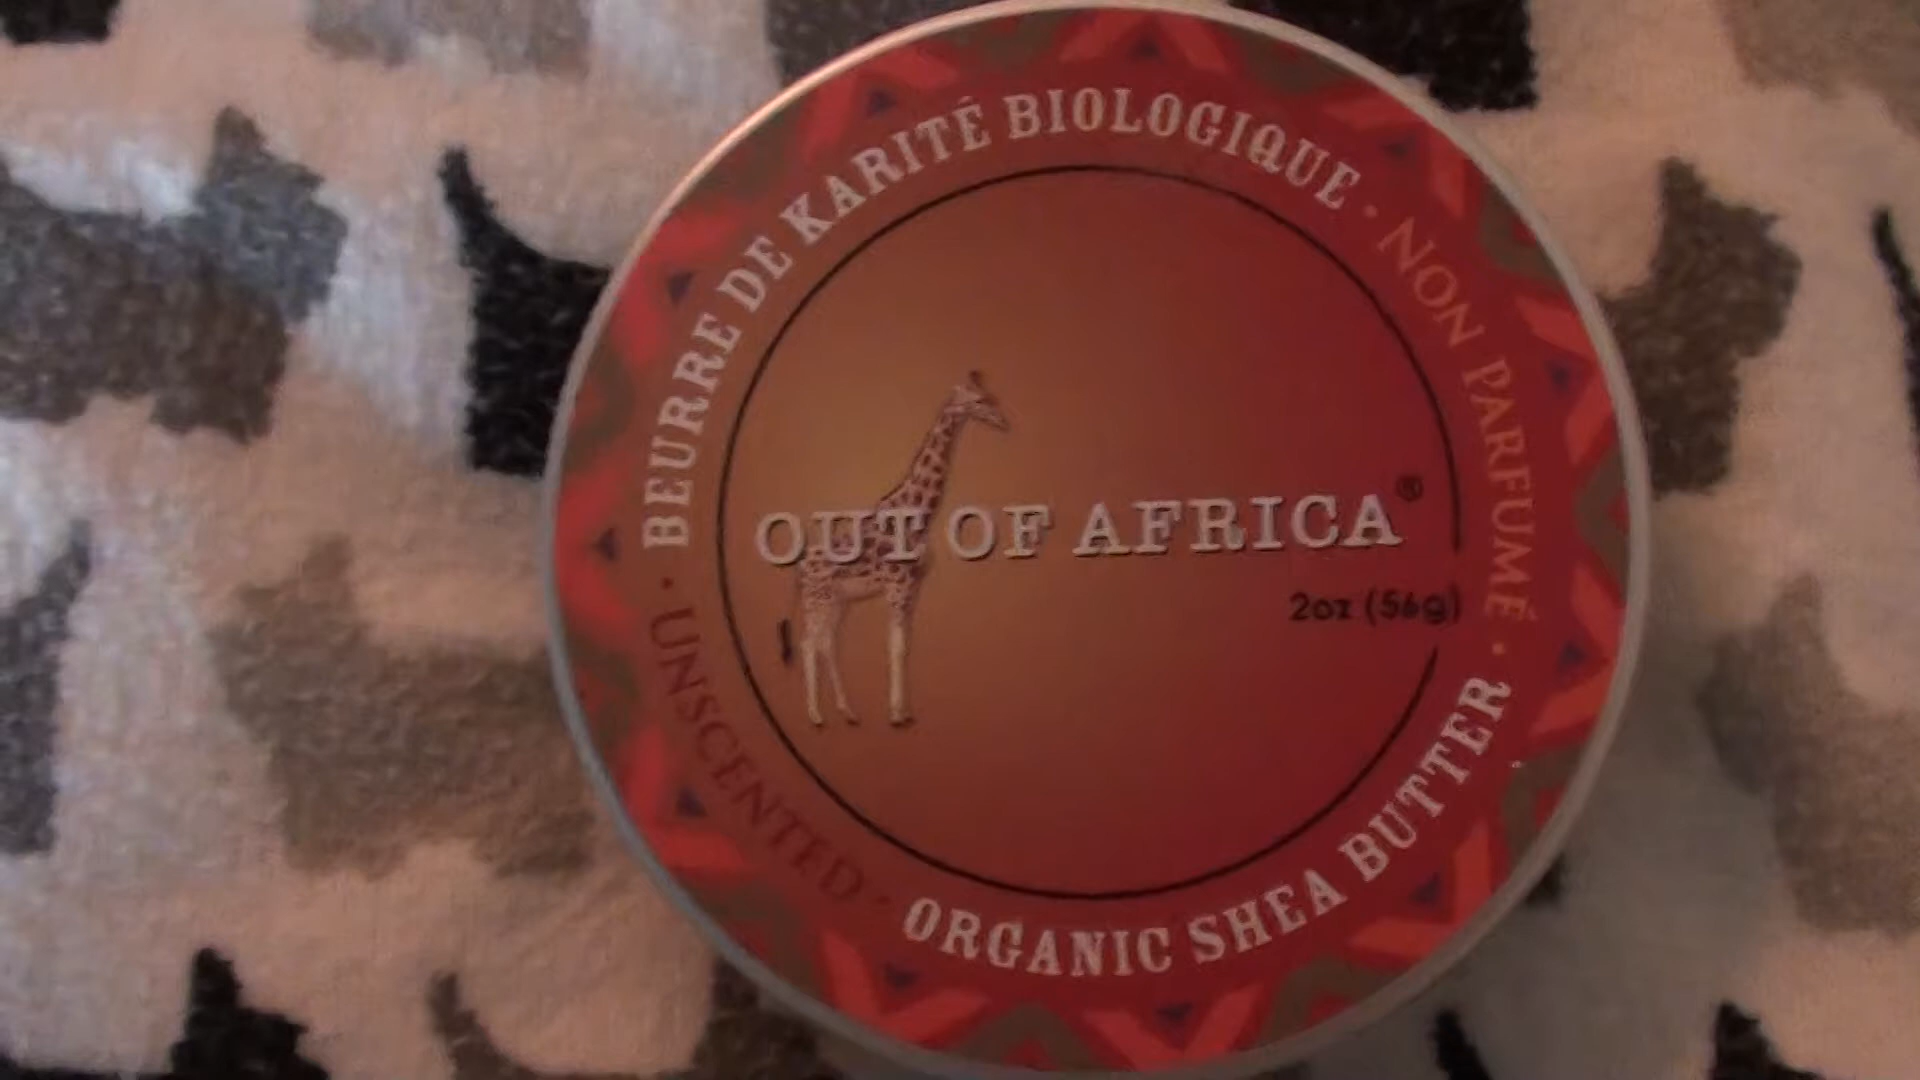 BEURRE DE KARITÉ BIOLOGIQUE · NON PARFUMÉ ·
OUT OF AFRICA®
2oz (56g)
UNSCENTED · ORGANIC SHEA BUTTER